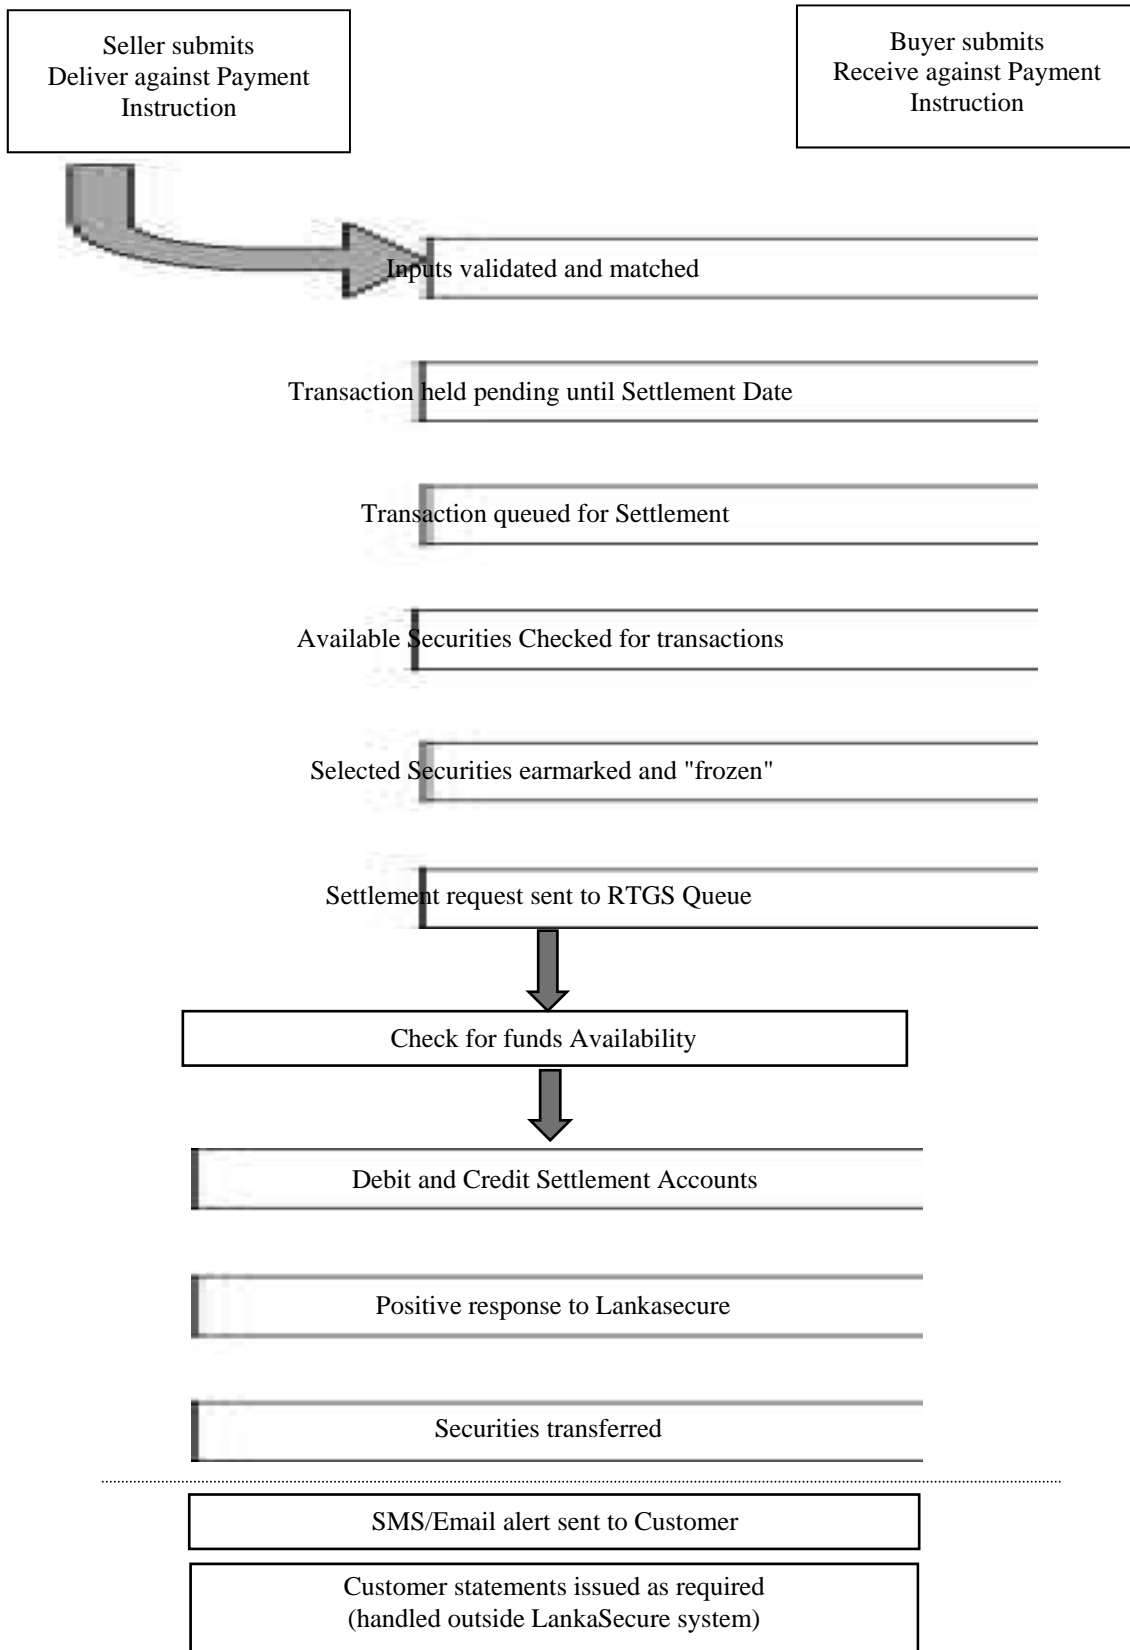 Seller submits
Deliver against Payment
Instruction
Buyer submits
Receive against Payment
Instruction
Inputs validated and matched
Transaction held pending until Settlement Date
Transaction queued for Settlement
Available Securities Checked for transactions
Selected Securities earmarked and "frozen"
Settlement request sent to RTGS Queue
Check for funds Availability
Debit and Credit Settlement Accounts
Positive response to Lankasecure
Securities transferred
SMS/Email alert sent to Customer
Customer statements issued as required
(handled outside LankaSecure system)